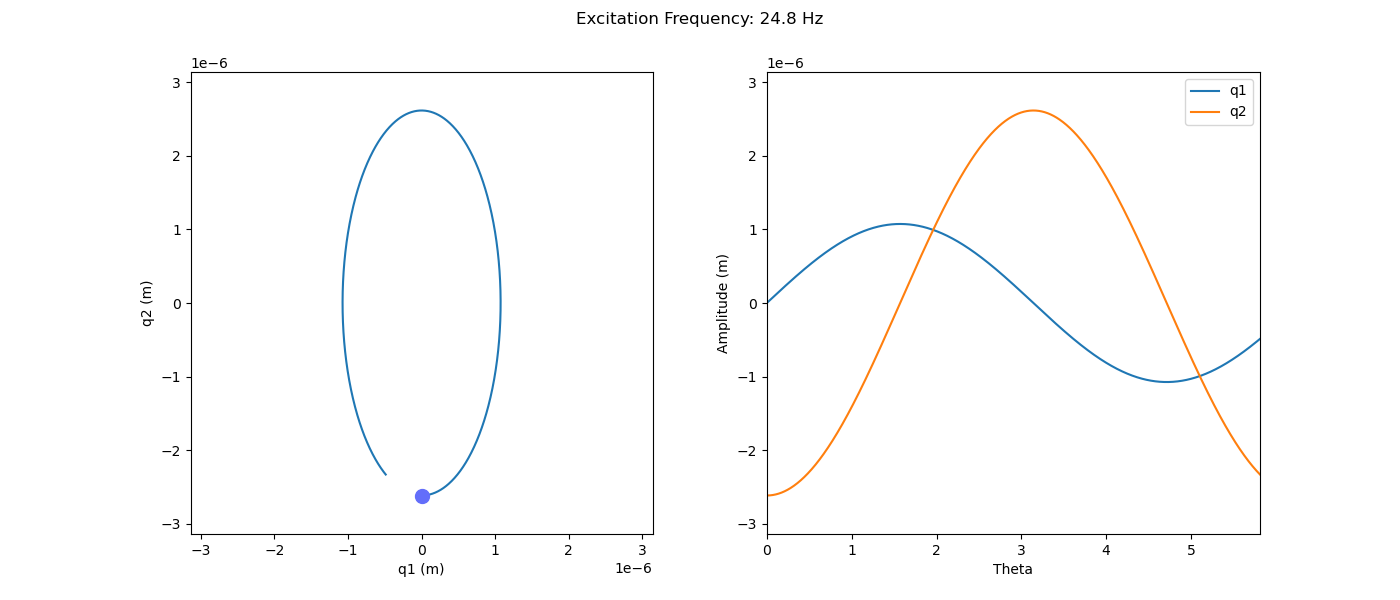 Excitation Frequency: 24.8 Hz
1e−6
3
2
1
0
−1
−2
−3
q2 (m)
−3 −2 −1 0 1 2 3
q1 (m)
1e−6
1e−6
3
2
1
0
−1
−2
−3
Amplitude (m)
q1
q2
0 1 2 3 4 5
Theta